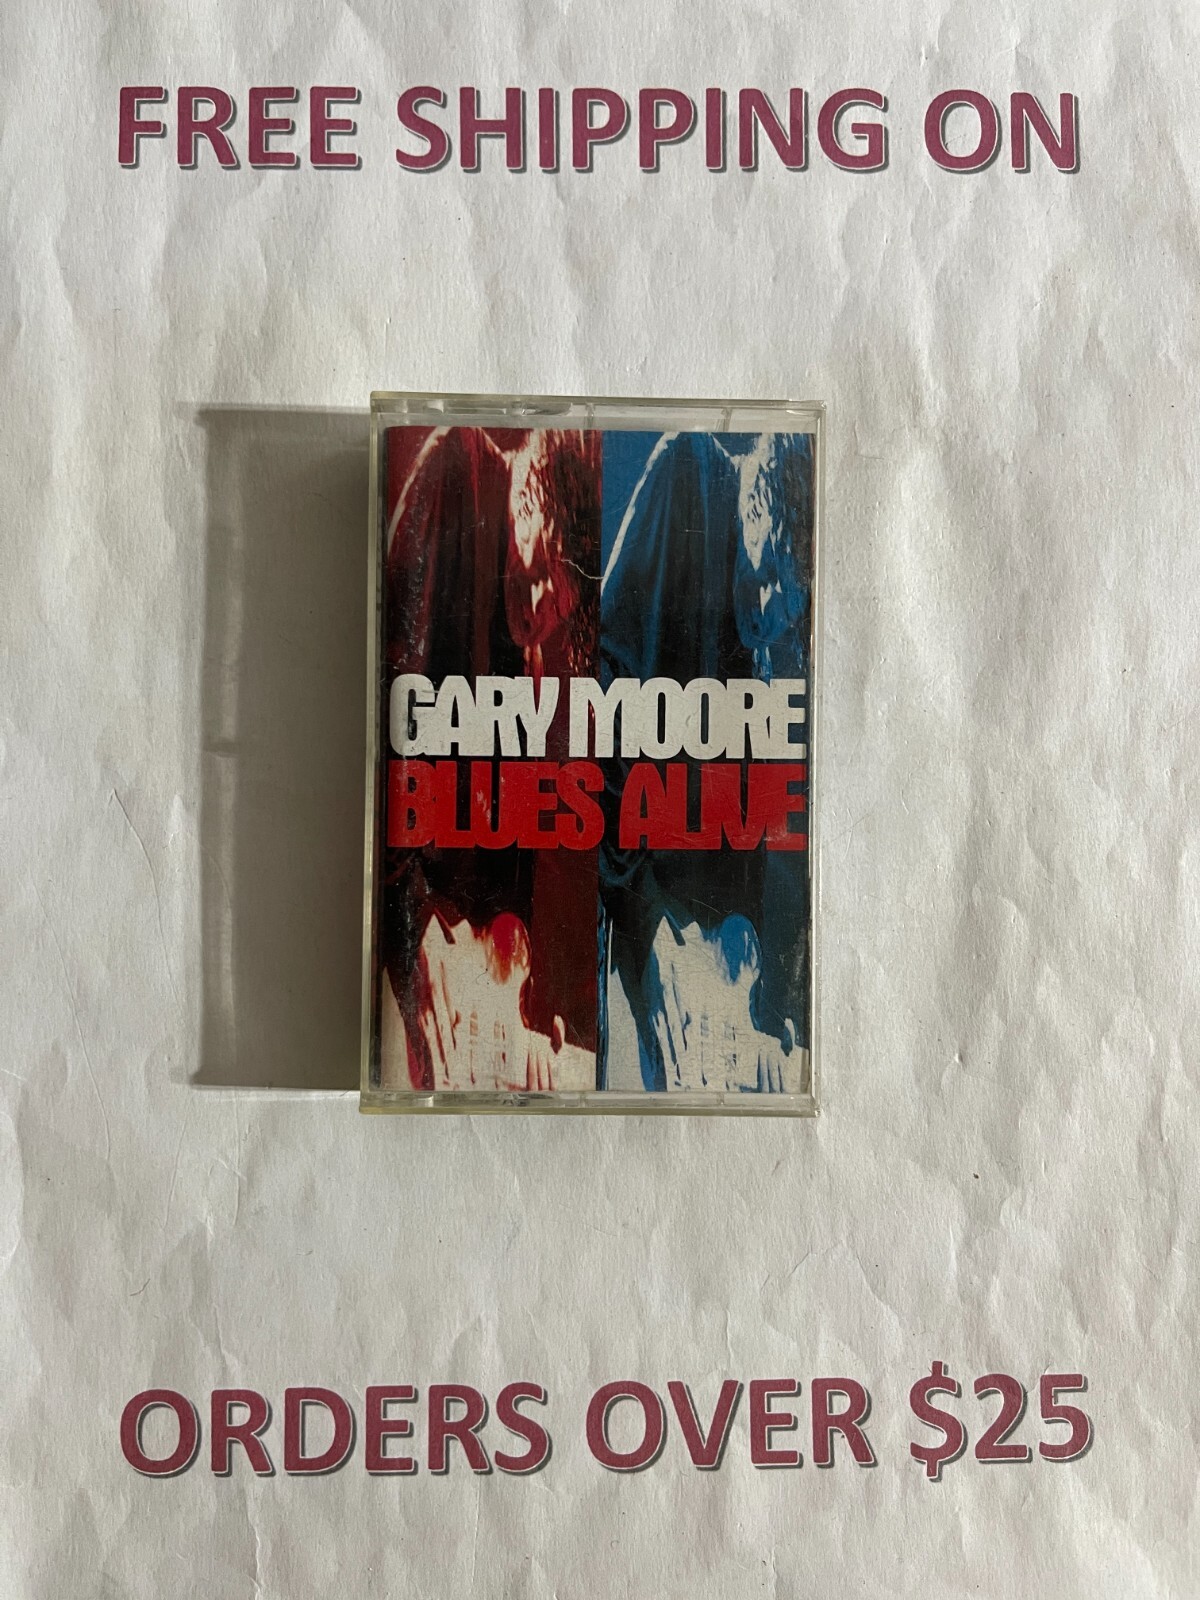 FREE SHIPPING ON
GARY MOORE
BLUES ALIVE
ORDERS OVER $25